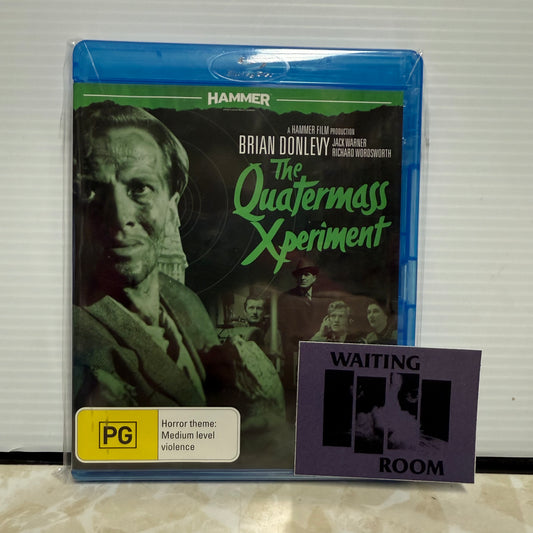 HAMMER
A HAMMER FILM PRODUCTION
BRIAN DONLEVY
JACK WARNER
RICHARD WORDSWORTH
The
Quatermass
Xperiment
PG
Horror theme:
Medium level
violence
WAITING
ROOM